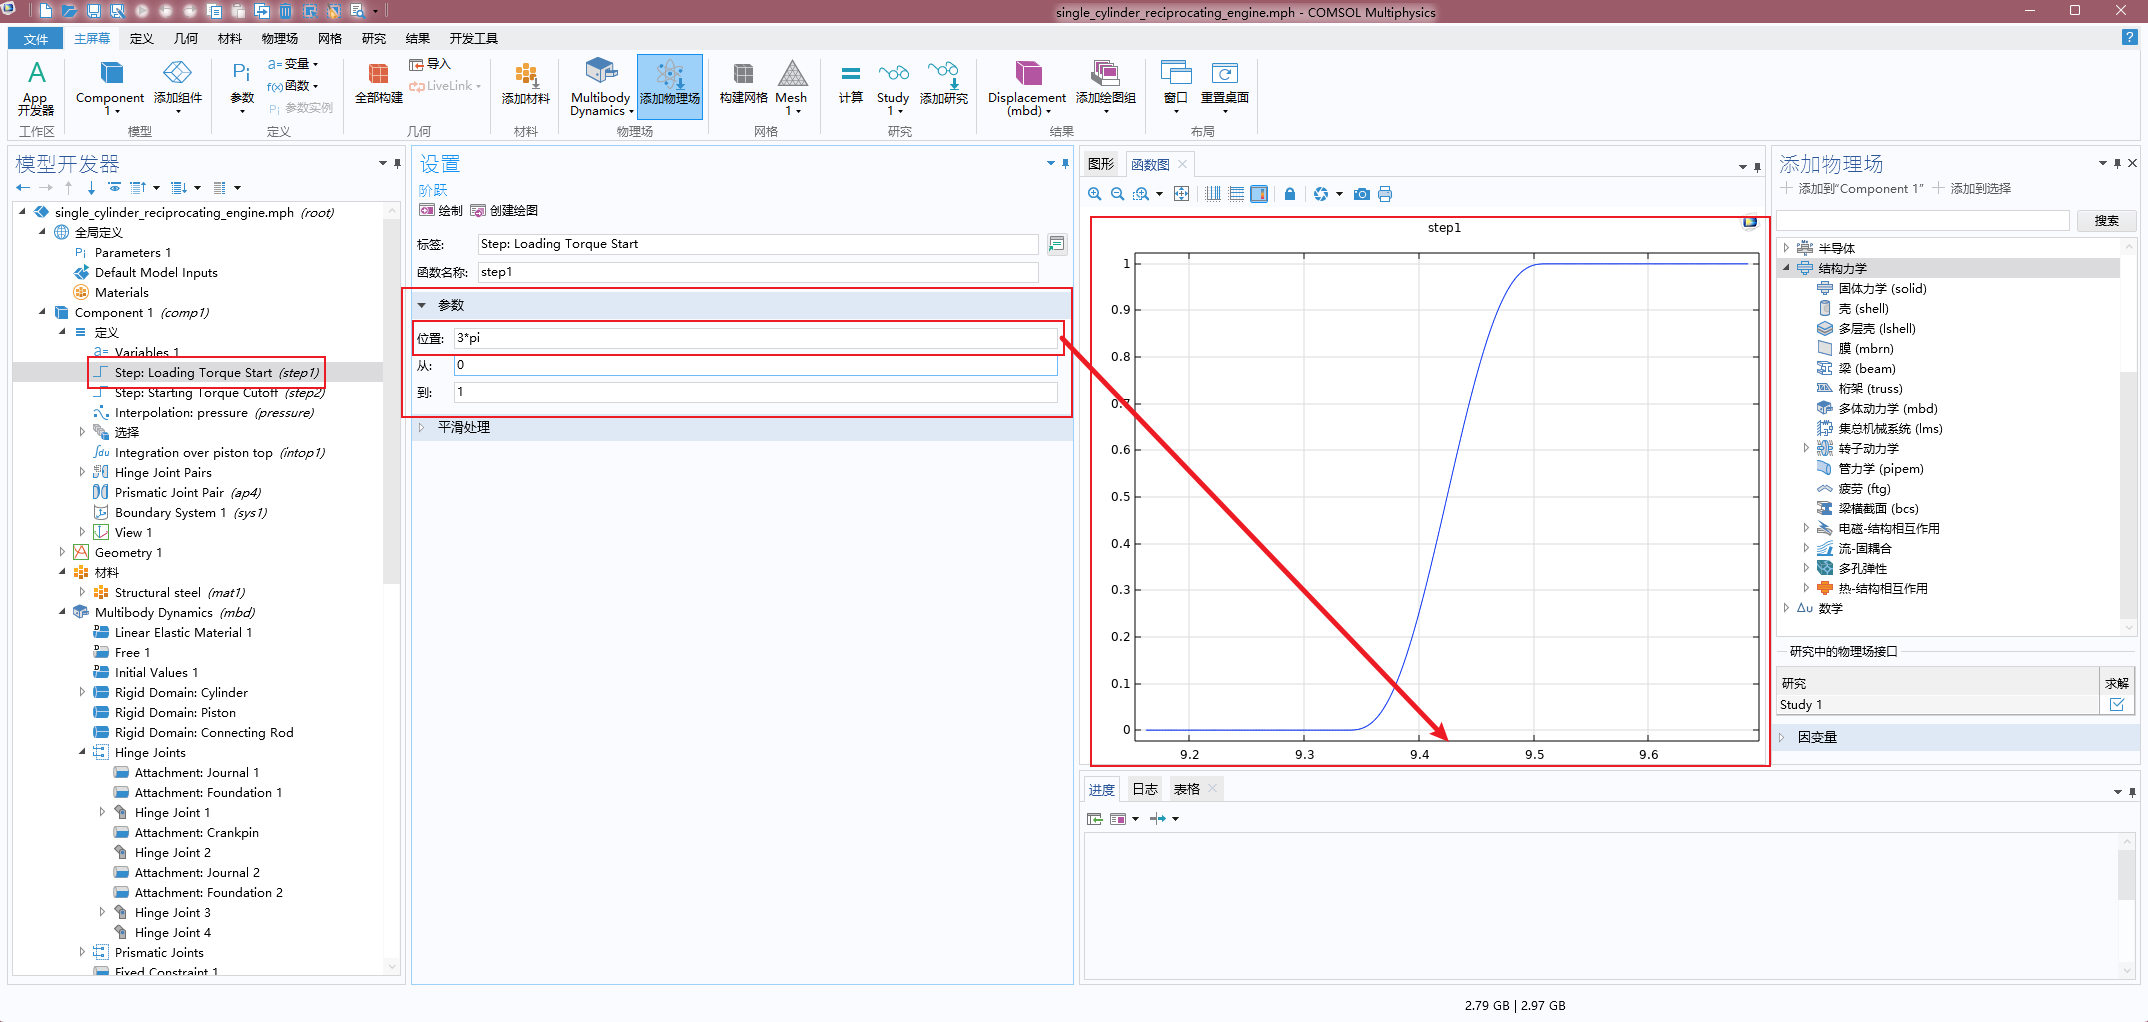 single_cylinder_reciprocating_engine.mph - COMSOL Multiphysics
文件 主屏幕 定义 几何 材料 物理场 网格 研究 结果 开发工具
App
开发器
工作区
Component
1
添加组件
模型
Pi
参数
a= 变量
f(x) 函数
Pi 参数实例
定义
全部构建
导入
LiveLink
几何
添加材料
材料
Multibody
Dynamics
添加物理场
物理场
构建网格
Mesh
1
网格
计算
Study
1
添加研究
研究
Displacement
(mbd)
添加绘图组
结果
窗口
重置桌面
布局
模型开发器
single_cylinder_reciprocating_engine.mph (root)
全局定义
Pi Parameters 1
Default Model Inputs
Materials
Component 1 (comp1)
定义
a= Variables 1
Step: Loading Torque Start (step1)
Step: Starting Torque Cutoff (step2)
Interpolation: pressure (pressure)
选择
∫du Integration over piston top (intop1)
Hinge Joint Pairs
Prismatic Joint Pair (ap4)
Boundary System 1 (sys1)
View 1
Geometry 1
材料
Structural steel (mat1)
Multibody Dynamics (mbd)
Linear Elastic Material 1
Free 1
Initial Values 1
Rigid Domain: Cylinder
Rigid Domain: Piston
Rigid Domain: Connecting Rod
Hinge Joints
Attachment: Journal 1
Attachment: Foundation 1
Hinge Joint 1
Attachment: Crankpin
Hinge Joint 2
Attachment: Journal 2
Attachment: Foundation 2
Hinge Joint 3
Hinge Joint 4
Prismatic Joints
Fixed Constraint 1
设置
阶跃
绘制 创建绘图
标签: Step: Loading Torque Start
函数名称: step1
参数
位置: 3*pi
从: 0
到: 1
平滑处理
图形 函数图
step1
1
0.9
0.8
0.7
0.6
0.5
0.4
0.3
0.2
0.1
0
9.2 9.3 9.4 9.5 9.6
进度 日志 表格
添加物理场
添加到“Component 1” 添加到选择
搜索
半导体
结构力学
固体力学 (solid)
壳 (shell)
多层壳 (lshell)
膜 (mbrn)
梁 (beam)
桁架 (truss)
多体动力学 (mbd)
集总机械系统 (lms)
转子动力学
管力学 (pipem)
疲劳 (ftg)
梁横截面 (bcs)
电磁-结构相互作用
流-固耦合
多孔弹性
热-结构相互作用
Δu 数学
研究中的物理场接口
研究 求解
Study 1
因变量
2.79 GB | 2.97 GB